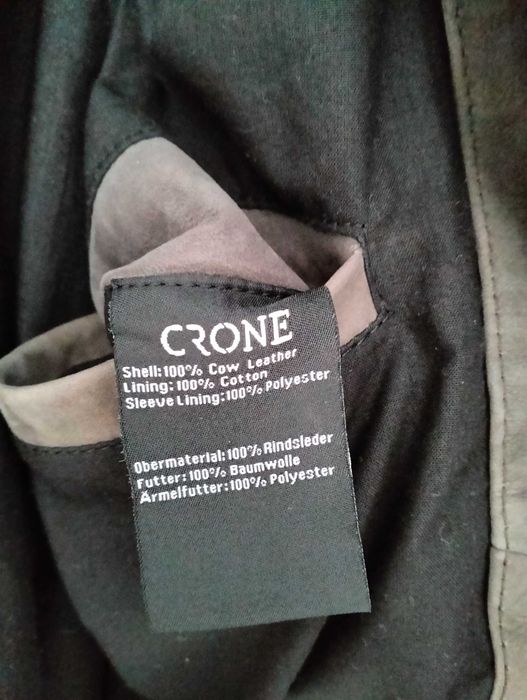 CRONE
Shell:100% Cow Leather
Lining:100% Cotton
Sleeve Lining:100% Polyester
Obermaterial:100% Rindsleder
Futter:100% Baumwolle
Ärmelfutter:100% Polyester